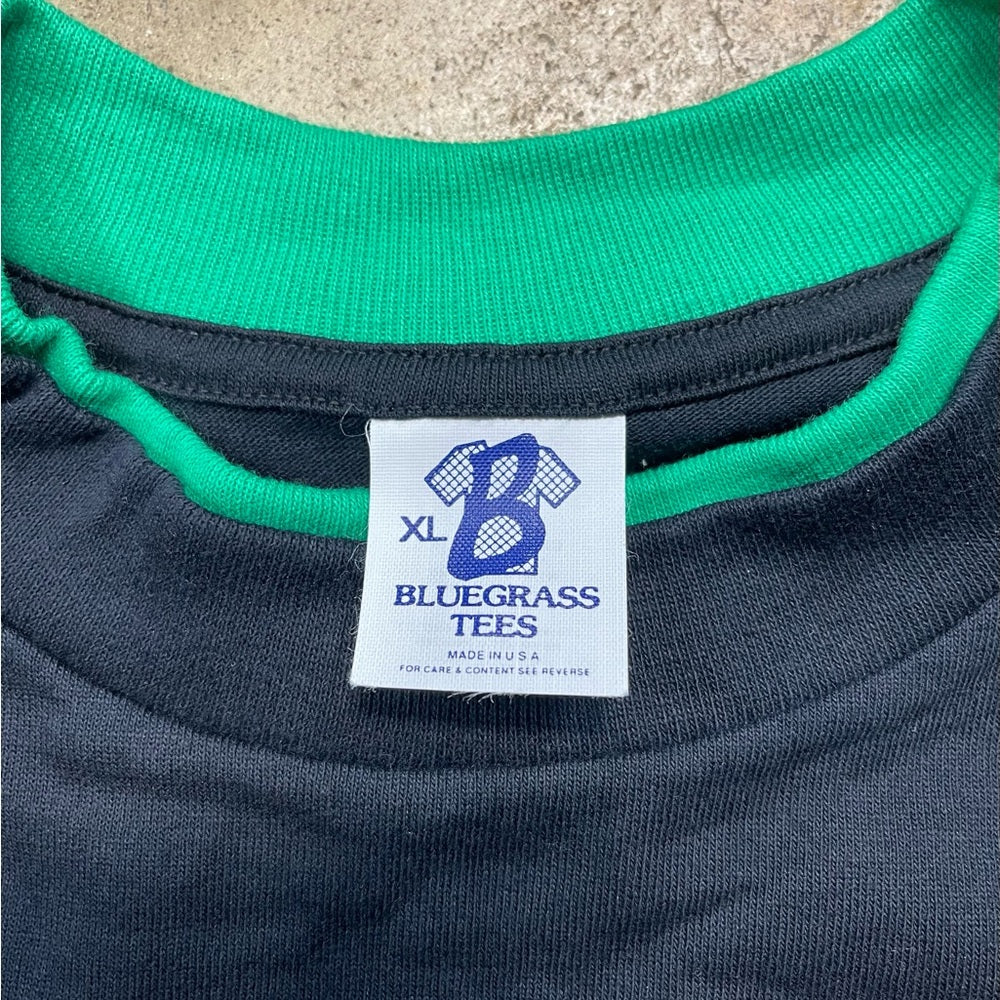 XL B
BLUEGRASS
TEES
MADE IN U S A
FOR CARE & CONTENT SEE REVERSE